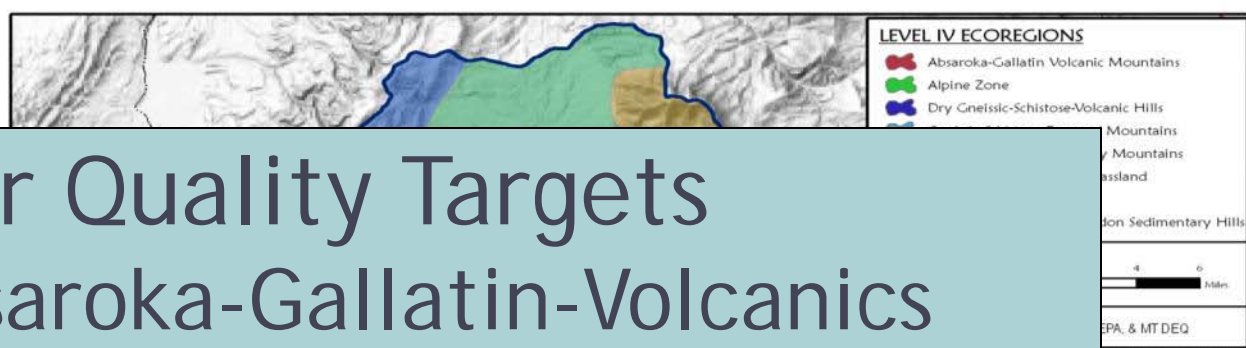 LEVEL IV ECOREGIONS
Absaroka-Gallatin Volcanic Mountains
Alpine Zone
Dry Gneissic-Schistose-Volcanic Hills
Mountains
y Mountains
assland
don Sedimentary Hills
r Quality Targets
saroka-Gallatin-Volcanics
4 6
Miles
EPA, & MT DEQ